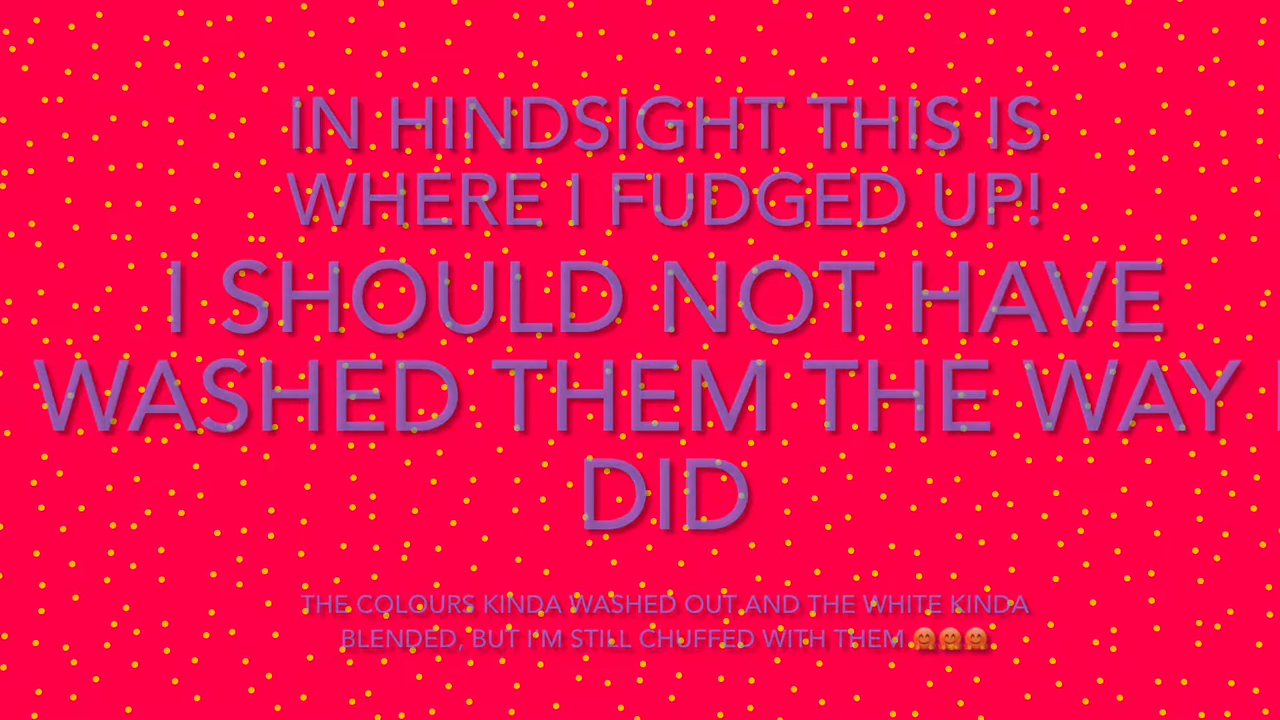 IN HINDSIGHT THIS IS
WHERE I FUDGED UP!
I SHOULD NOT HAVE
WASHED THEM THE WAY I
DID
THE COLOURS KINDA WASHED OUT AND THE WHITE KINDA
BLENDED, BUT I'M STILL CHUFFED WITH THEM 🤗🤗🤗